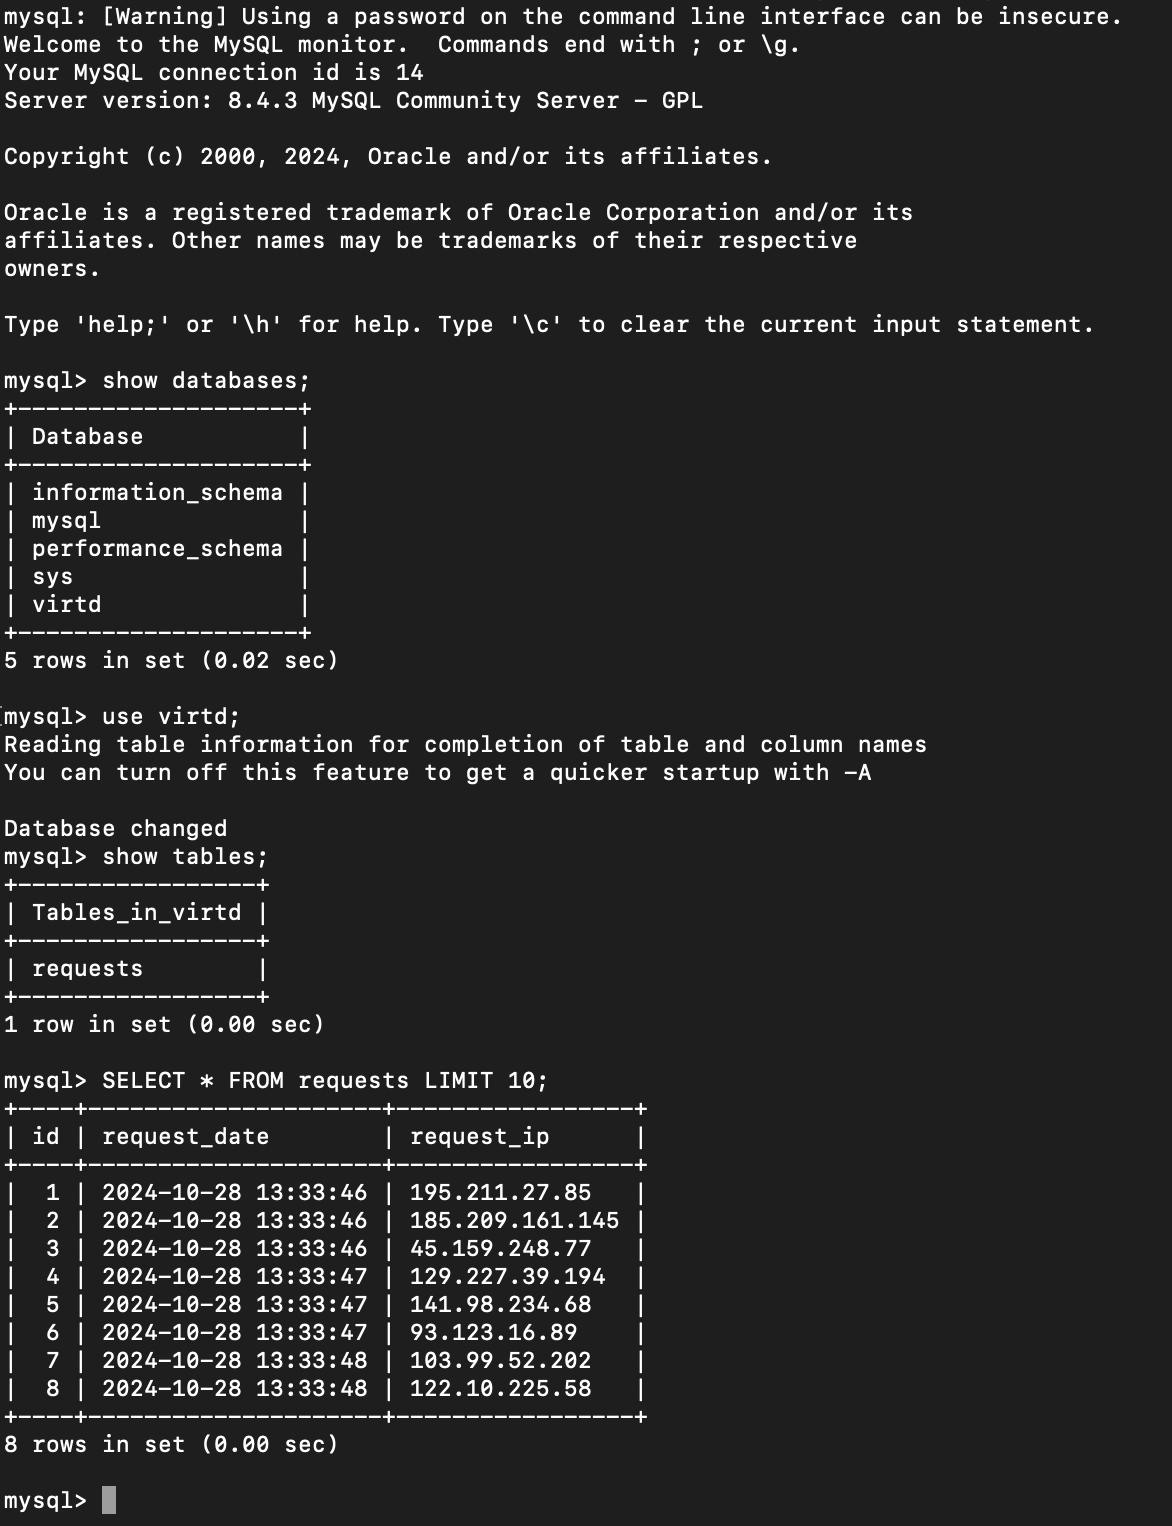 mysql: [Warning] Using a password on the command line interface can be insecure.
Welcome to the MySQL monitor.  Commands end with ; or \g.
Your MySQL connection id is 14
Server version: 8.4.3 MySQL Community Server - GPL

Copyright (c) 2000, 2024, Oracle and/or its affiliates.

Oracle is a registered trademark of Oracle Corporation and/or its
affiliates. Other names may be trademarks of their respective
owners.

Type 'help;' or '\h' for help. Type '\c' to clear the current input statement.

mysql> show databases;
+--------------------+
| Database           |
+--------------------+
| information_schema |
| mysql              |
| performance_schema |
| sys                |
| virtd              |
+--------------------+
5 rows in set (0.02 sec)

mysql> use virtd;
Reading table information for completion of table and column names
You can turn off this feature to get a quicker startup with -A

Database changed
mysql> show tables;
+-----------------+
| Tables_in_virtd |
+-----------------+
| requests        |
+-----------------+
1 row in set (0.00 sec)

mysql> SELECT * FROM requests LIMIT 10;
+----+---------------------+-----------------+
| id | request_date        | request_ip      |
+----+---------------------+-----------------+
|  1 | 2024-10-28 13:33:46 | 195.211.27.85   |
|  2 | 2024-10-28 13:33:46 | 185.209.161.145 |
|  3 | 2024-10-28 13:33:46 | 45.159.248.77   |
|  4 | 2024-10-28 13:33:47 | 129.227.39.194  |
|  5 | 2024-10-28 13:33:47 | 141.98.234.68   |
|  6 | 2024-10-28 13:33:47 | 93.123.16.89    |
|  7 | 2024-10-28 13:33:48 | 103.99.52.202   |
|  8 | 2024-10-28 13:33:48 | 122.10.225.58   |
+----+---------------------+-----------------+
8 rows in set (0.00 sec)

mysql>